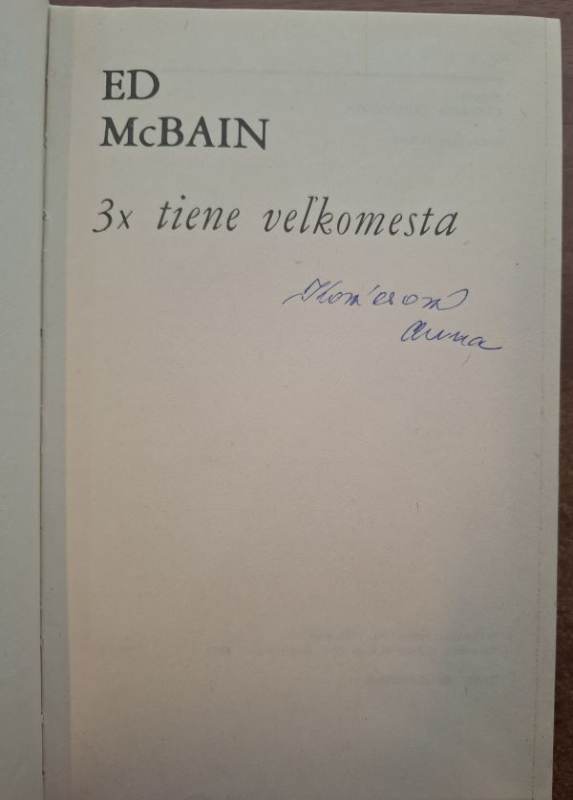 ED
McBAIN
3x tiene veľkomesta
Anna